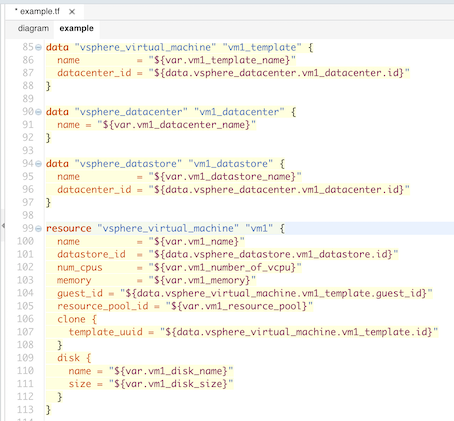 * example.tf ×
diagram example
85 data "vsphere_virtual_machine" "vm1_template" {
86   name          = "${var.vm1_template_name}"
87   datacenter_id = "${data.vsphere_datacenter.vm1_datacenter.id}"
88 }
89
90 data "vsphere_datacenter" "vm1_datacenter" {
91   name = "${var.vm1_datacenter_name}"
92 }
93
94 data "vsphere_datastore" "vm1_datastore" {
95   name          = "${var.vm1_datastore_name}"
96   datacenter_id = "${data.vsphere_datacenter.vm1_datacenter.id}"
97 }
98
99 resource "vsphere_virtual_machine" "vm1" {
100   name          = "${var.vm1_name}"
101   datastore_id  = "${data.vsphere_datastore.vm1_datastore.id}"
102   num_cpus      = "${var.vm1_number_of_vcpu}"
103   memory        = "${var.vm1_memory}"
104   guest_id = "${data.vsphere_virtual_machine.vm1_template.guest_id}"
105   resource_pool_id = "${var.vm1_resource_pool}"
106   clone {
107     template_uuid = "${data.vsphere_virtual_machine.vm1_template.id}"
108   }
109   disk {
110     name = "${var.vm1_disk_name}"
111     size = "${var.vm1_disk_size}"
112   }
113 }